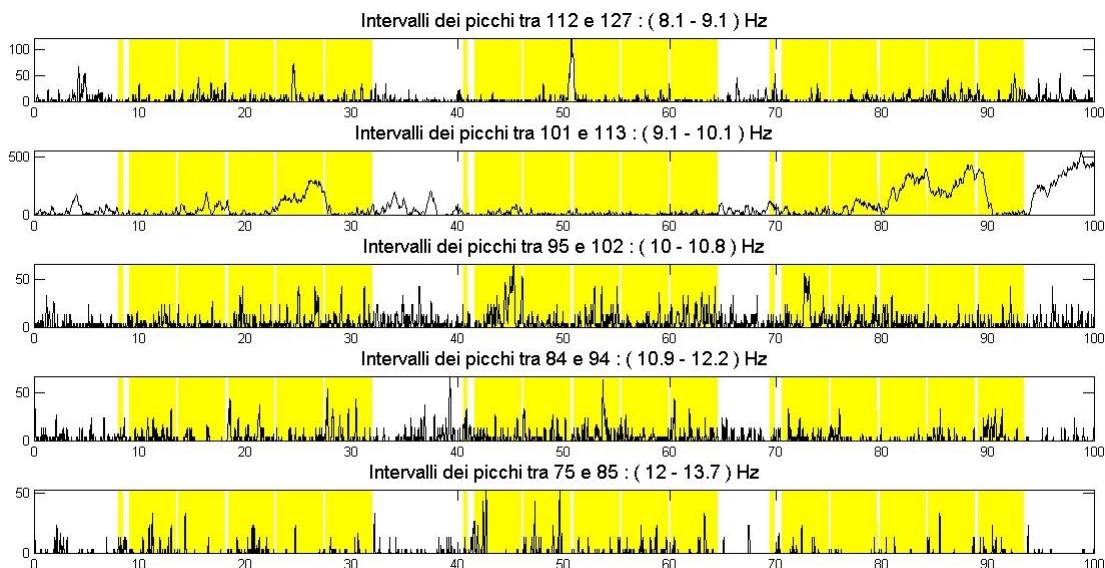 Intervalli dei picchi tra 112 e 127 : ( 8.1 - 9.1 ) Hz
100
50
0
0 10 20 30 40 50 60 70 80 90 100
Intervalli dei picchi tra 101 e 113 : ( 9.1 - 10.1 ) Hz
500
0
0 10 20 30 40 50 60 70 80 90 100
Intervalli dei picchi tra 95 e 102 : ( 10 - 10.8 ) Hz
50
0
0 10 20 30 40 50 60 70 80 90 100
Intervalli dei picchi tra 84 e 94 : ( 10.9 - 12.2 ) Hz
50
0
0 10 20 30 40 50 60 70 80 90 100
Intervalli dei picchi tra 75 e 85 : ( 12 - 13.7 ) Hz
50
0
0 10 20 30 40 50 60 70 80 90 100